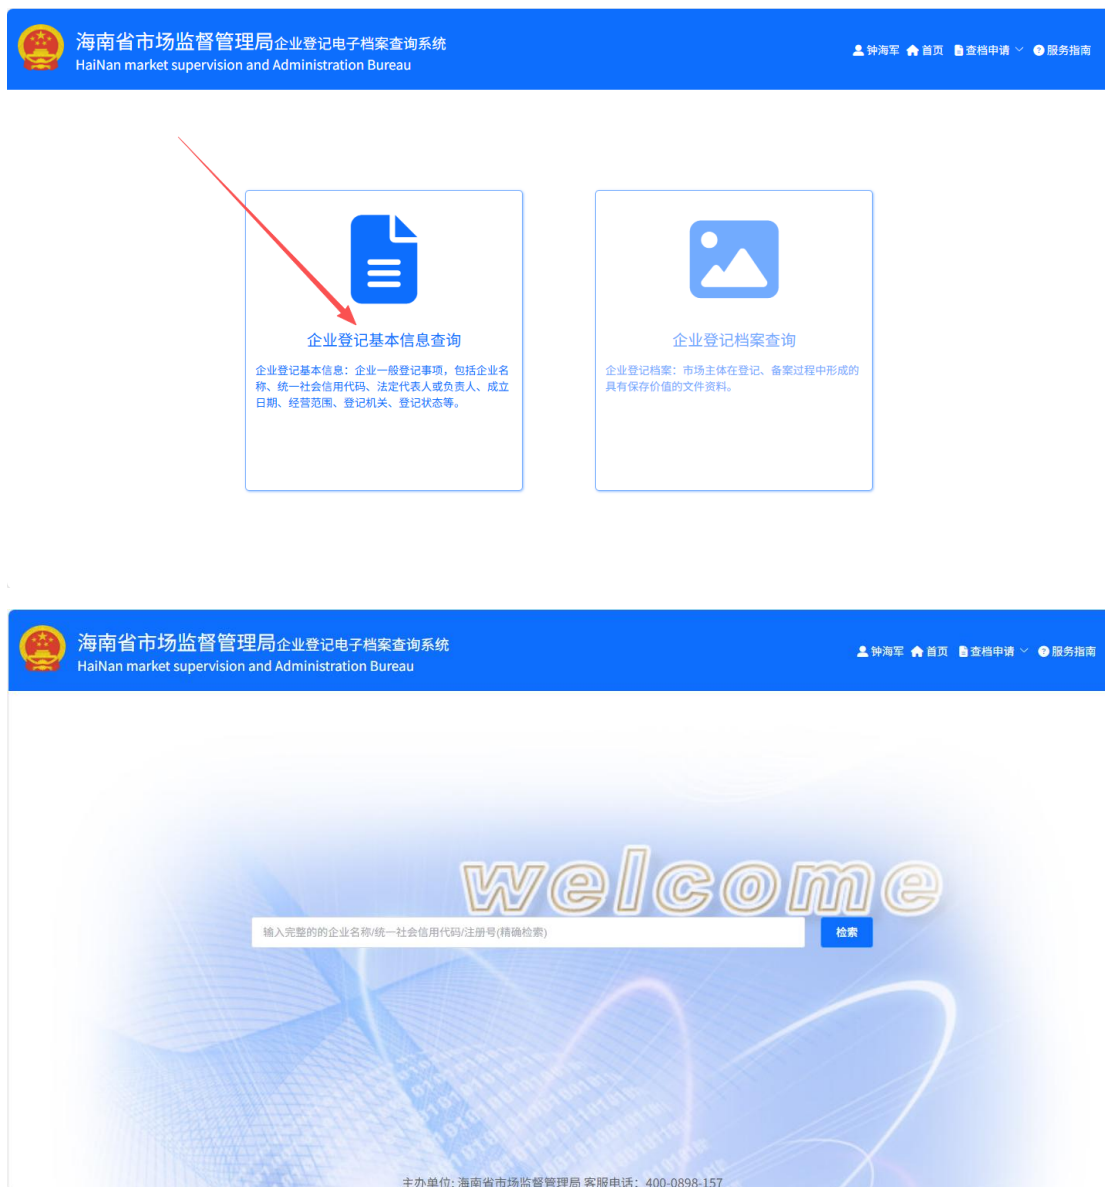 海南省市场监督管理局企业登记电子档案查询系统
HaiNan market supervision and Administration Bureau
钟海军 首页 查档申请 服务指南
企业登记基本信息查询
企业登记基本信息：企业一般登记事项，包括企业名
称、统一社会信用代码、法定代表人或负责人、成立
日期、经营范围、登记机关、登记状态等。
企业登记档案查询
企业登记档案：市场主体在登记、备案过程中形成的
具有保存价值的文件资料。
海南省市场监督管理局企业登记电子档案查询系统
HaiNan market supervision and Administration Bureau
钟海军 首页 查档申请 服务指南
welcome
输入完整的的企业名称/统一社会信用代码/注册号(精确检索)
检索
主办单位: 海南省市场监督管理局 客服电话：400-0898-157